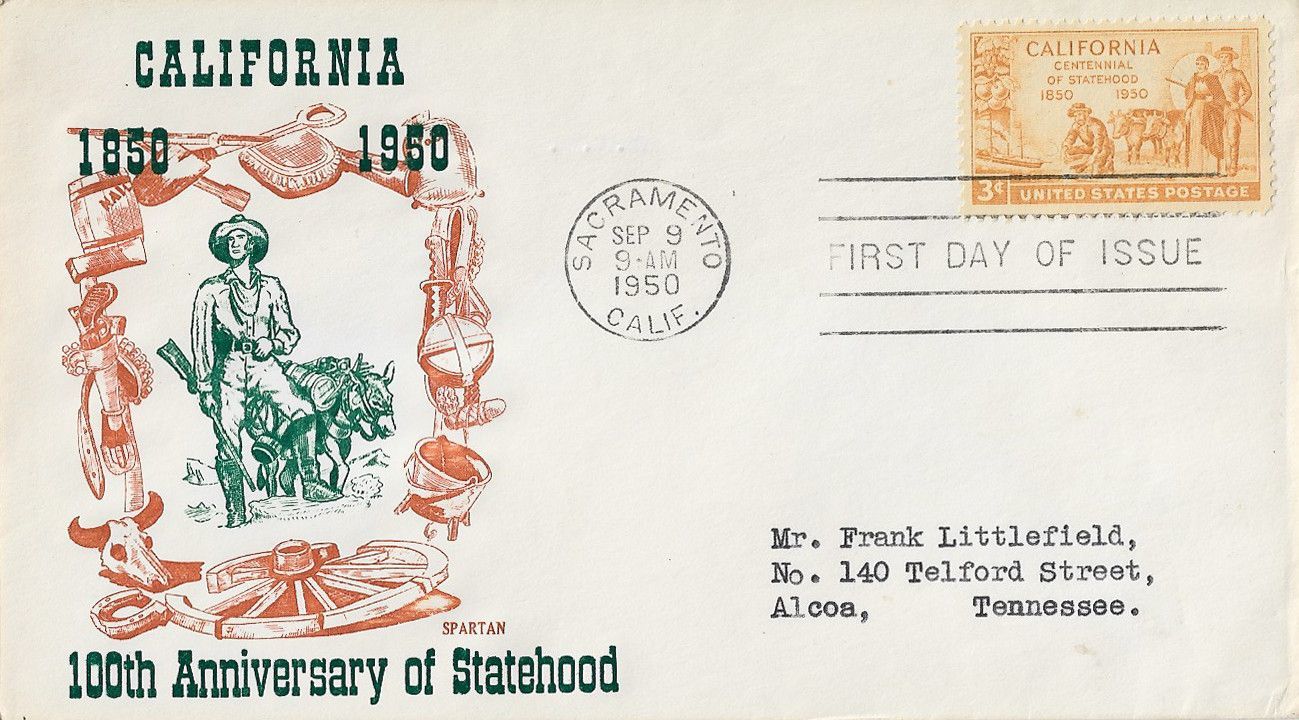 CALIFORNIA
1850 1950
NAILS
SPARTAN
100th Anniversary of Statehood
SACRAMENTO
SEP 9
9-AM
1950
CALIF.
CALIFORNIA
CENTENNIAL
OF STATEHOOD
1850 1950
3¢ UNITED STATES POSTAGE
FIRST DAY OF ISSUE
Mr. Frank Littlefield,
No. 140 Telford Street,
Alcoa, Tennessee.